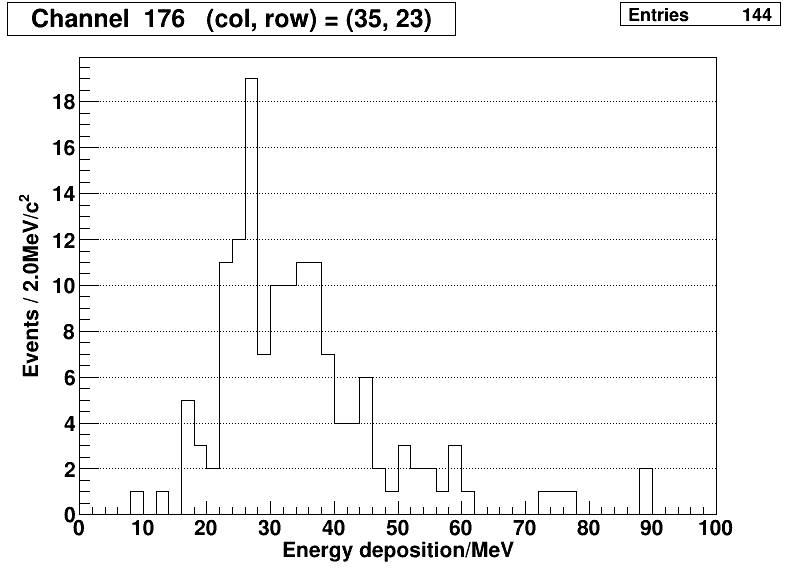 Channel 176 (col, row) = (35, 23)
Entries 144
Events / 2.0MeV/c²
18
16
14
12
10
8
6
4
2
0
0 10 20 30 40 50 60 70 80 90 100
Energy deposition/MeV